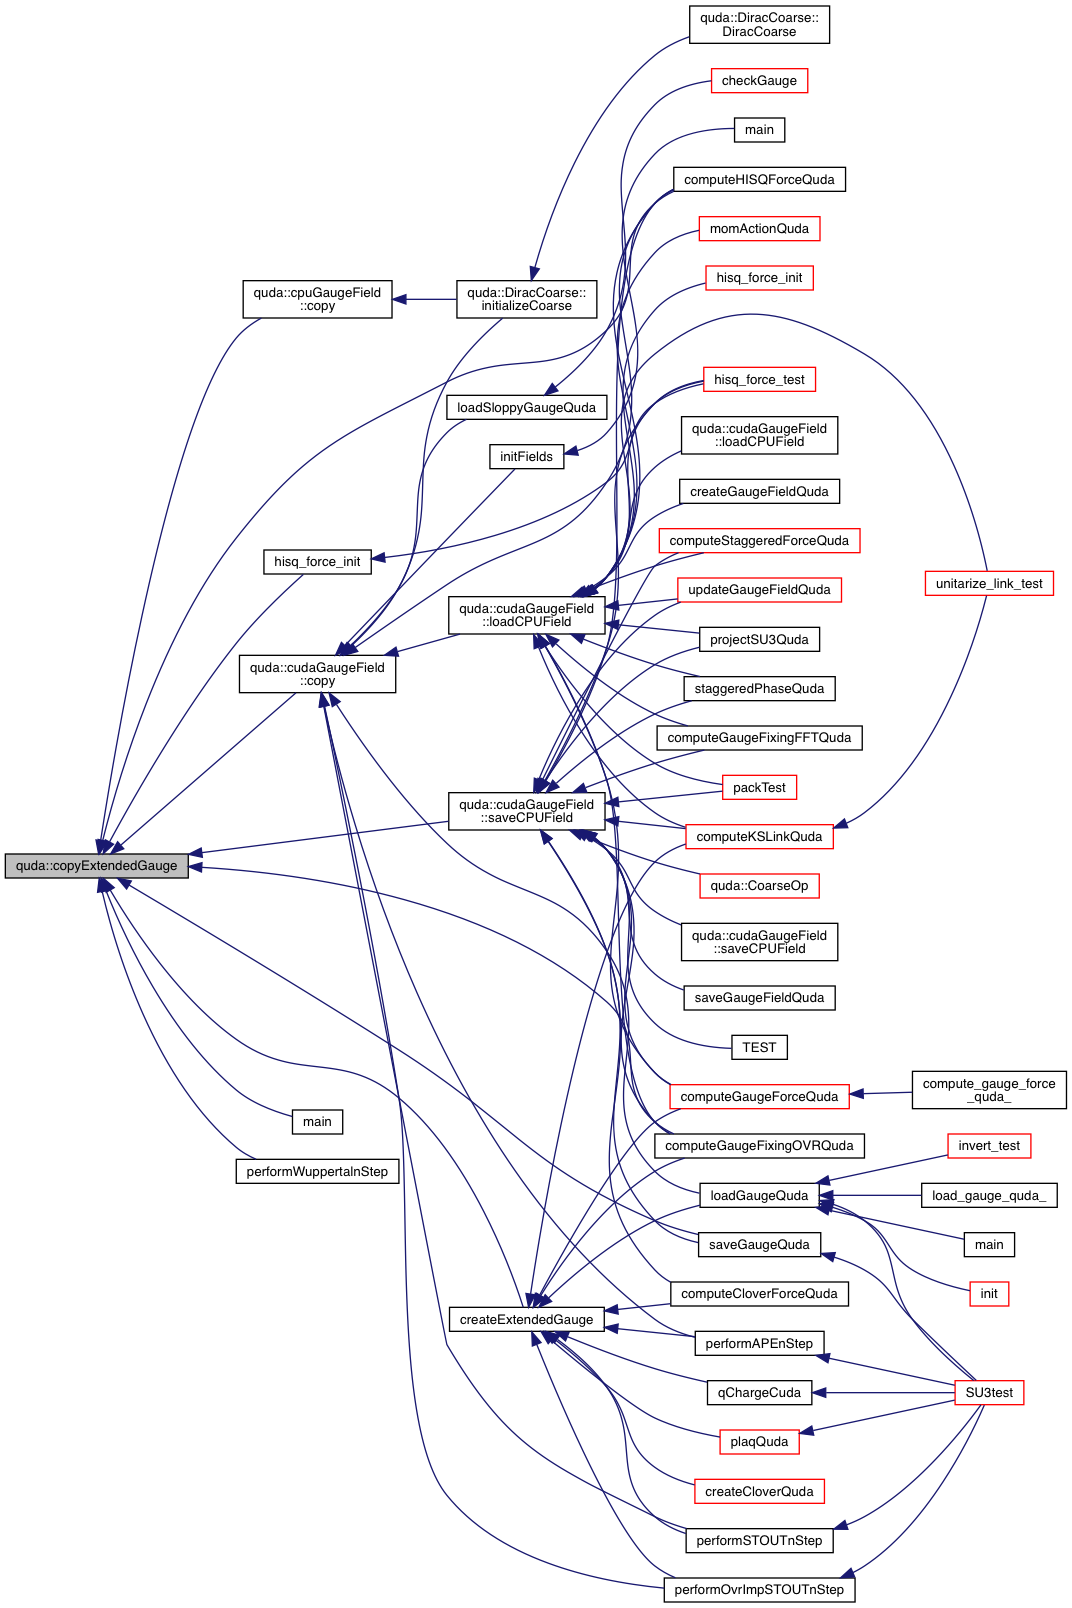 quda::DiracCoarse::
DiracCoarse
checkGauge
main
computeHISQForceQuda
momActionQuda
hisq_force_init
quda::cpuGaugeField
::copy
quda::DiracCoarse::
initializeCoarse
hisq_force_test
loadSloppyGaugeQuda
quda::cudaGaugeField
::loadCPUField
initFields
createGaugeFieldQuda
computeStaggeredForceQuda
hisq_force_init
unitarize_link_test
updateGaugeFieldQuda
quda::cudaGaugeField
::loadCPUField
projectSU3Quda
quda::cudaGaugeField
::copy
staggeredPhaseQuda
computeGaugeFixingFFTQuda
packTest
quda::cudaGaugeField
::saveCPUField
computeKSLinkQuda
quda::copyExtendedGauge
quda::CoarseOp
quda::cudaGaugeField
::saveCPUField
saveGaugeFieldQuda
TEST
computeGaugeForceQuda
compute_gauge_force
_quda_
main
computeGaugeFixingOVRQuda
invert_test
performWuppertalnStep
loadGaugeQuda
load_gauge_quda_
saveGaugeQuda
main
computeCloverForceQuda
init
createExtendedGauge
performAPEnStep
qChargeCuda
SU3test
plaqQuda
createCloverQuda
performSTOUTnStep
performOvrImpSTOUTnStep